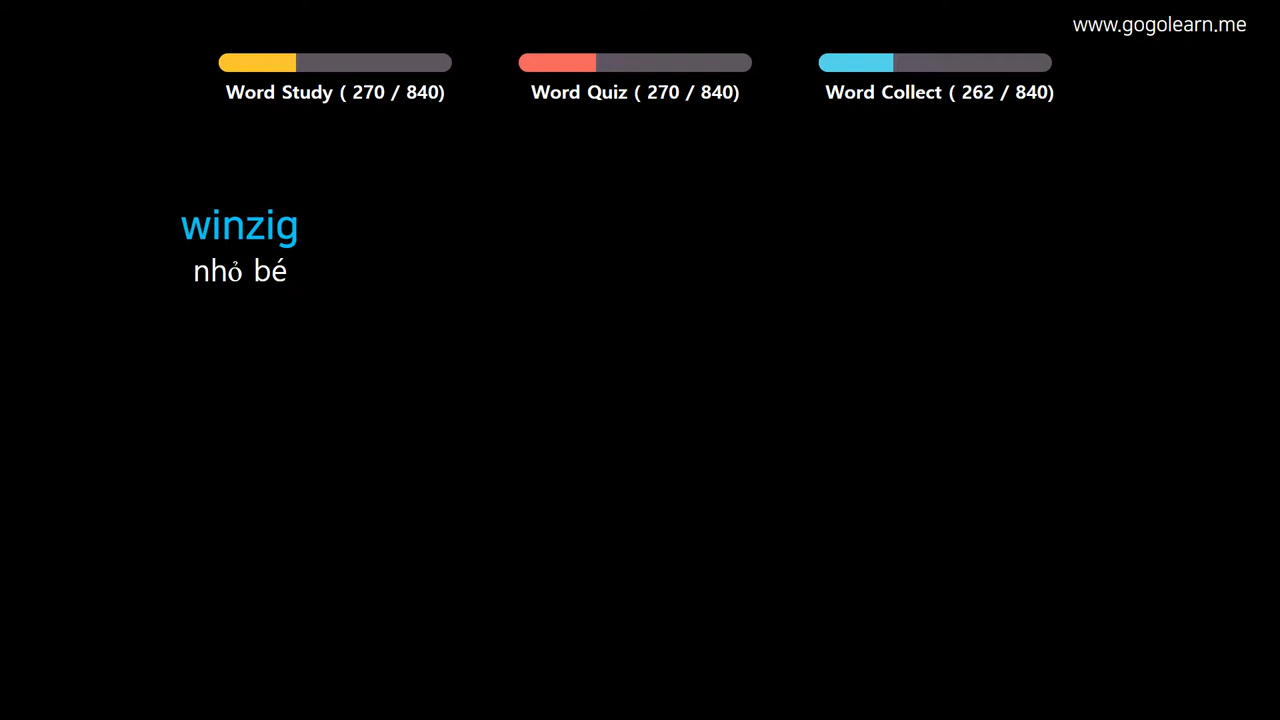 www.gogolearn.me
Word Study ( 270 / 840)
Word Quiz ( 270 / 840)
Word Collect ( 262 / 840)
winzig
nhỏ bé